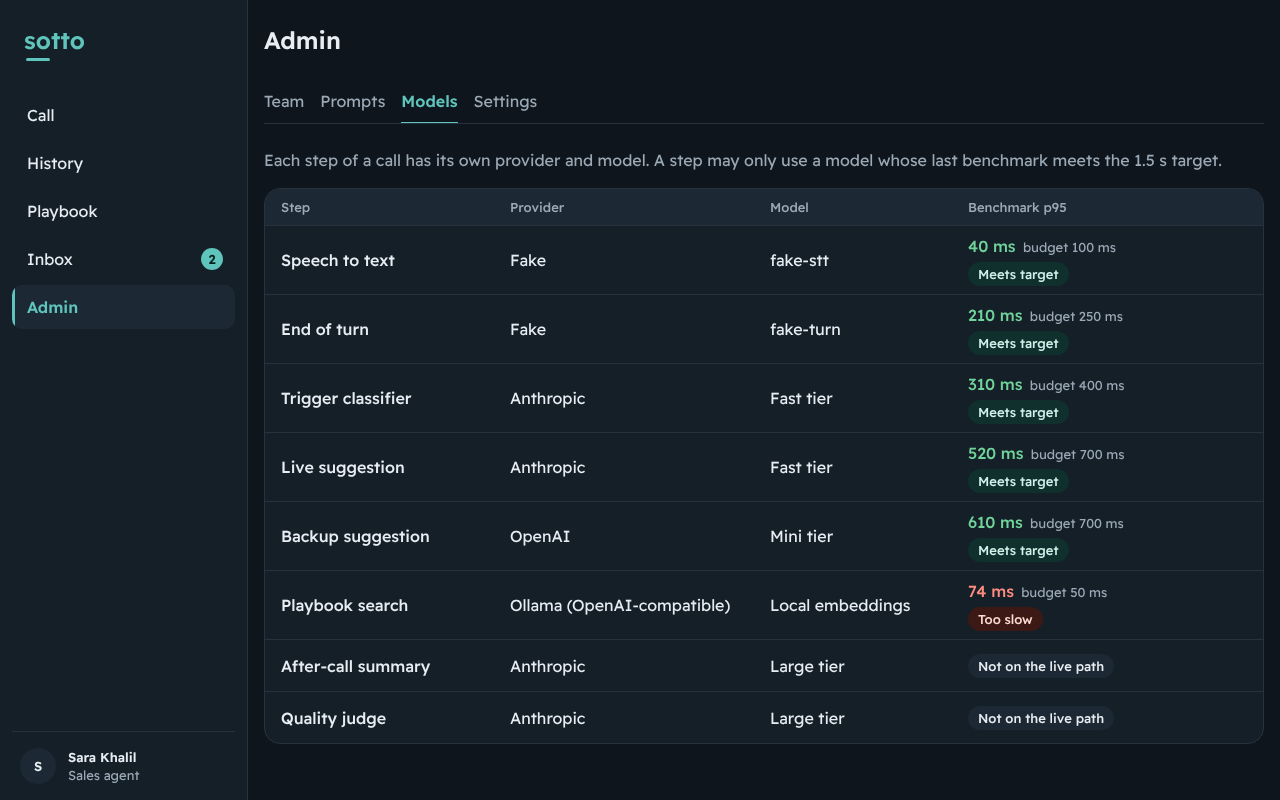 sotto
Call
History
Playbook
Inbox 2
Admin
S
Sara Khalil
Sales agent
Admin
Team Prompts Models Settings
Each step of a call has its own provider and model. A step may only use a model whose last benchmark meets the 1.5 s target.
Step Provider Model Benchmark p95
Speech to text Fake fake-stt 40 ms budget 100 ms
Meets target
End of turn Fake fake-turn 210 ms budget 250 ms
Meets target
Trigger classifier Anthropic Fast tier 310 ms budget 400 ms
Meets target
Live suggestion Anthropic Fast tier 520 ms budget 700 ms
Meets target
Backup suggestion OpenAI Mini tier 610 ms budget 700 ms
Meets target
Playbook search Ollama (OpenAI-compatible) Local embeddings 74 ms budget 50 ms
Too slow
After-call summary Anthropic Large tier Not on the live path
Quality judge Anthropic Large tier Not on the live path